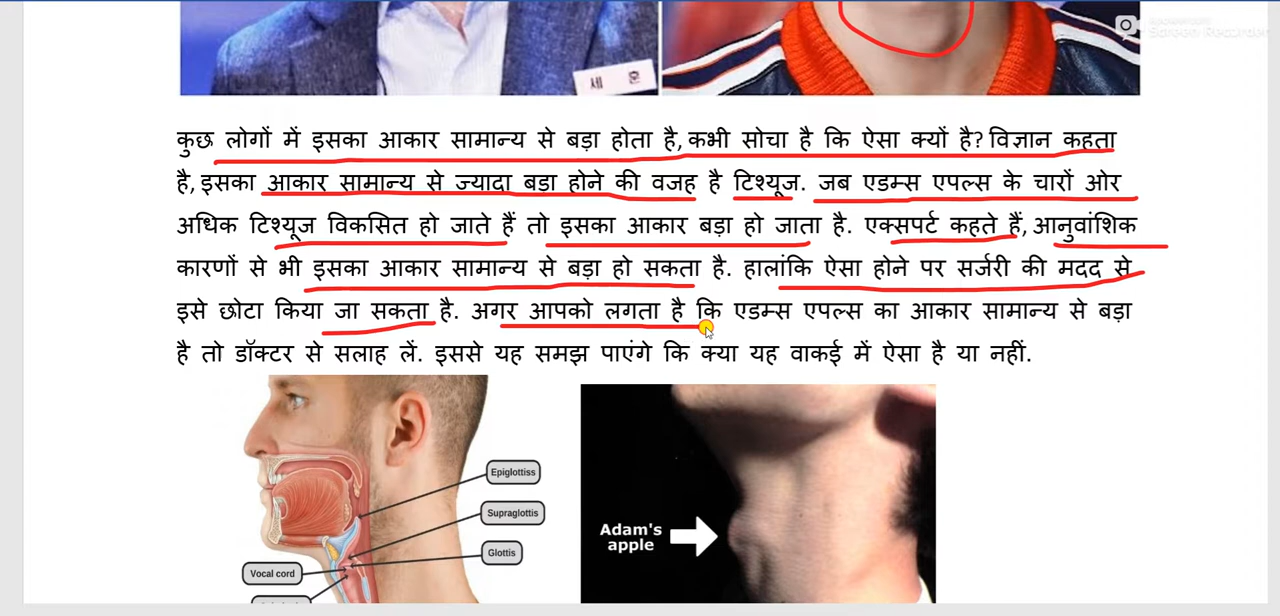 Screen Recorder
कुछ लोगों में इसका आकार सामान्य से बड़ा होता है, कभी सोचा है कि ऐसा क्यों है? विज्ञान कहता
है, इसका आकार सामान्य से ज्यादा बड़ा होने की वजह है टिश्यूज. जब एडम्स एपल्स के चारों ओर
अधिक टिश्यूज विकसित हो जाते हैं तो इसका आकार बड़ा हो जाता है. एक्सपर्ट कहते हैं, आनुवांशिक
कारणों से भी इसका आकार सामान्य से बड़ा हो सकता है. हालांकि ऐसा होने पर सर्जरी की मदद से
इसे छोटा किया जा सकता है. अगर आपको लगता है कि एडम्स एपल्स का आकार सामान्य से बड़ा
है तो डॉक्टर से सलाह लें. इससे यह समझ पाएंगे कि क्या यह वाकई में ऐसा है या नहीं.
Epiglottiss
Supraglottis
Glottis
Vocal cord
Adam's
apple